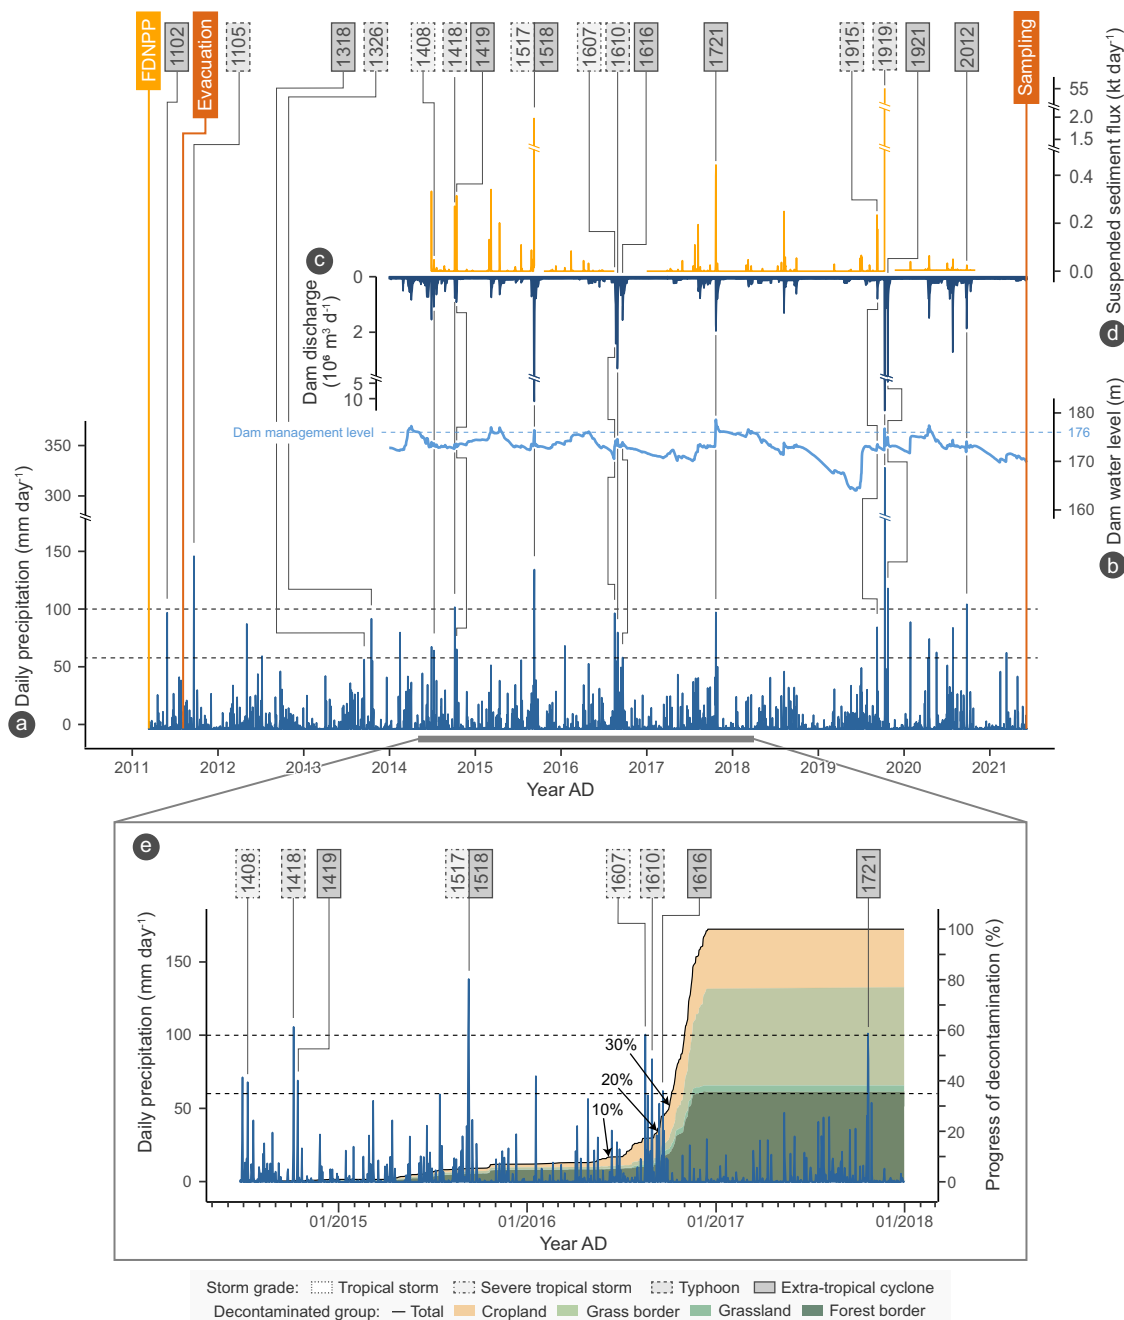 FDNPP
Evacuation
1102
1105
1318
1326
1408
1418
1419
1517
1518
1607
1610
1616
1721
1915
1919
1921
2012
Sampling
55
2.0
1.5
0.4
0.2
0.0
Suspended sediment flux (kt day-1)
d
c
0
2
5
10
Dam discharge
(10⁶ m³ d-1)
Dam management level
180
176
170
160
Dam water level (m)
b
350
300
150
100
50
0
Daily precipitation (mm day-1)
a
2011 2012 2013 2014 2015 2016 2017 2018 2019 2020 2021
Year AD
e
1408
1418
1419
1517
1518
1607
1610
1616
1721
150
100
50
0
Daily precipitation (mm day-1)
30%
20%
10%
100
80
60
40
20
0
Progress of decontamination (%)
01/2015 01/2016 01/2017 01/2018
Year AD
Storm grade: Tropical storm Severe tropical storm Typhoon Extra-tropical cyclone
Decontaminated group: Total Cropland Grass border Grassland Forest border